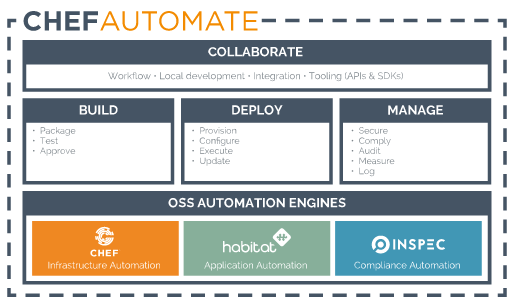 CHEFAUTOMATE
COLLABORATE
Workflow • Local development • Integration • Tooling (APIs & SDKs)
BUILD
• Package
• Test
• Approve
DEPLOY
• Provision
• Configure
• Execute
• Update
MANAGE
• Secure
• Comply
• Audit
• Measure
• Log
OSS AUTOMATION ENGINES
CHEF
Infrastructure Automation
habitat
Application Automation
INSPEC
Compliance Automation